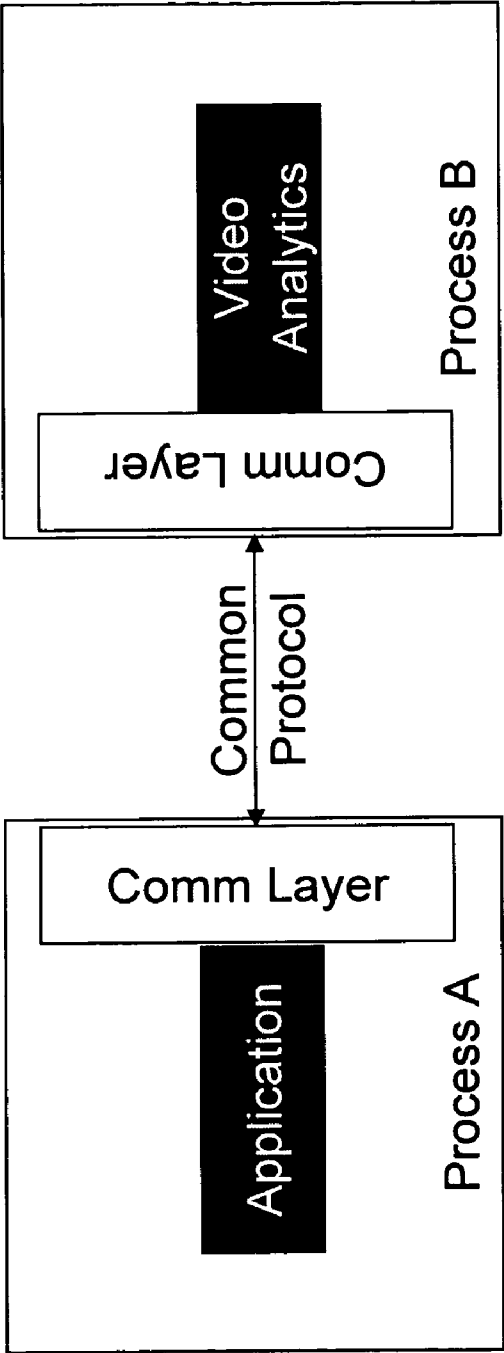 Application
Comm Layer
Process A
Common
Protocol
Comm Layer
Video
Analytics
Process B